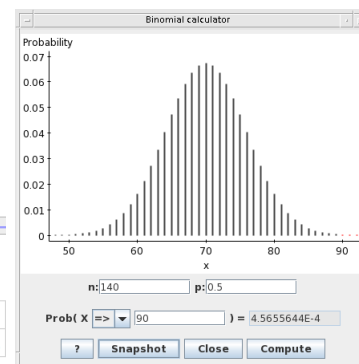 Binomial calculator
Probability
0.07
0.06
0.05
0.04
0.03
0.02
0.01
0
50 60 70 80 90
x
n: 140 p: 0.5
Prob( X => 90 ) = 4.5655644E-4
? Snapshot Close Compute